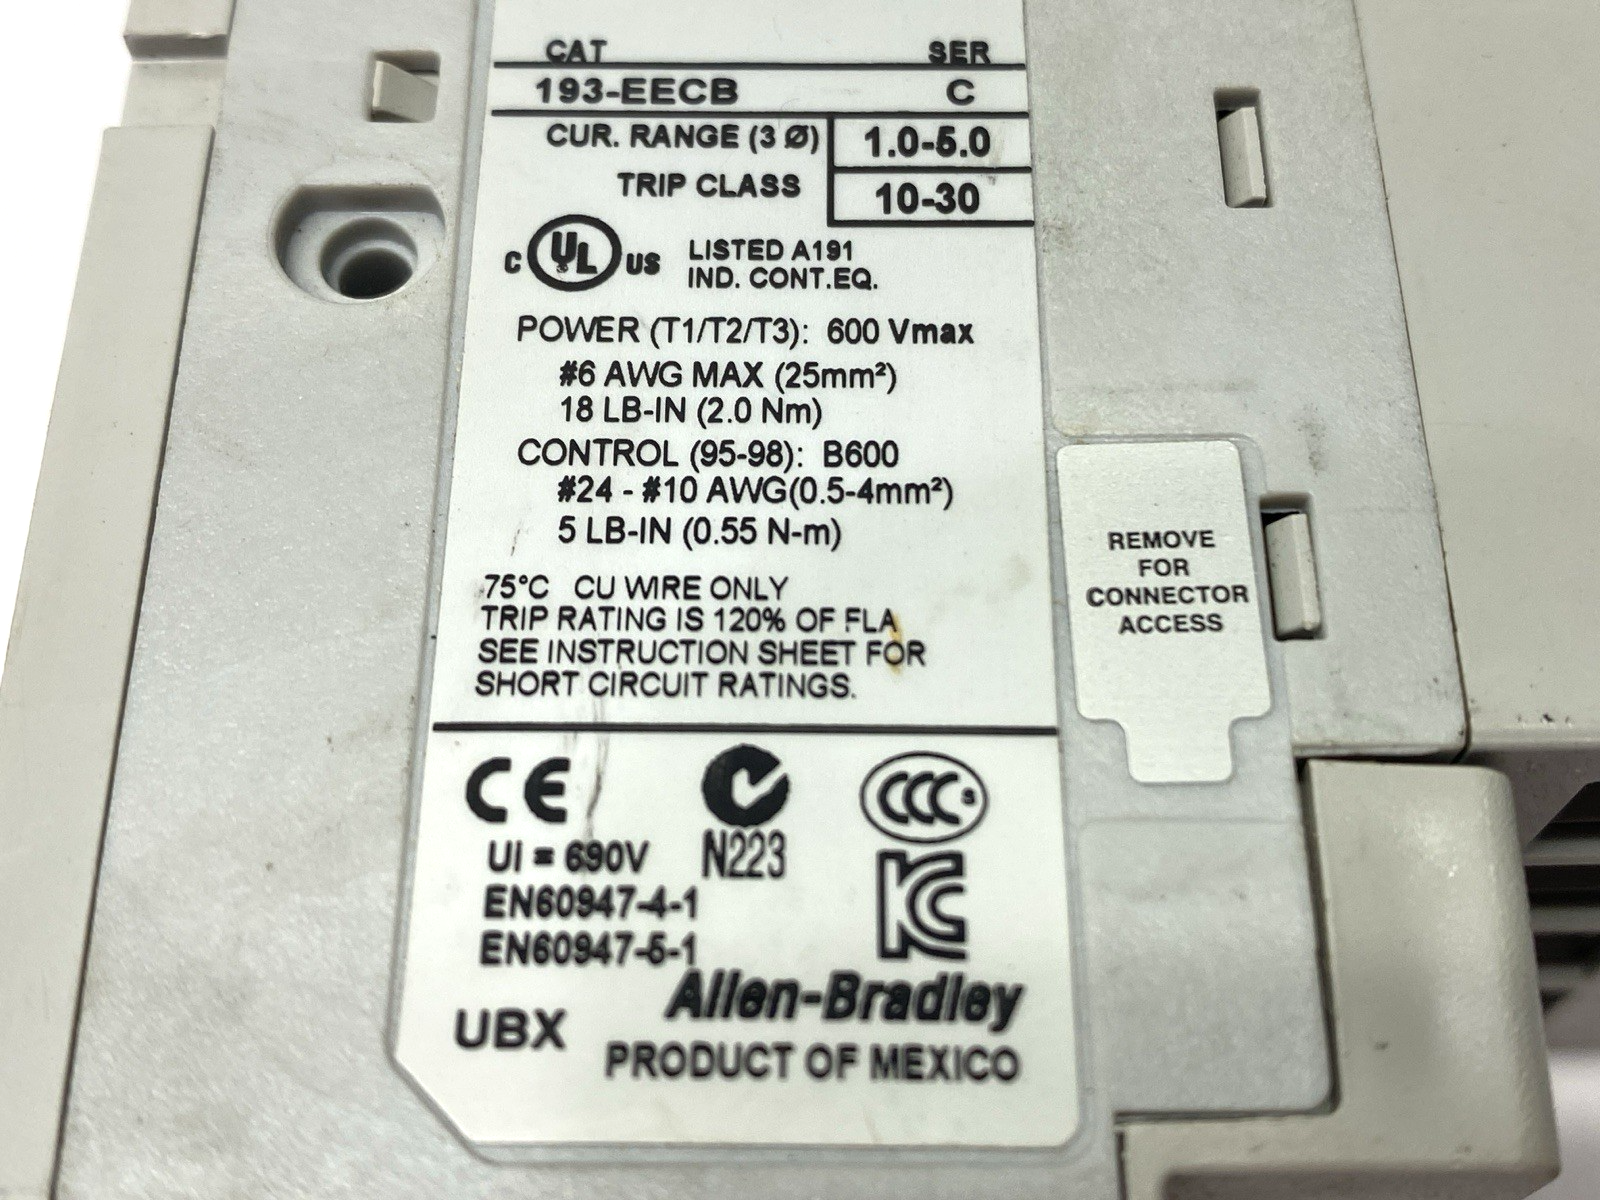 CAT SER
193-EECB C
CUR. RANGE (3 Ø) 1.0-5.0
TRIP CLASS 10-30
C UL US LISTED A191
IND. CONT.EQ.
POWER (T1/T2/T3): 600 Vmax
#6 AWG MAX (25mm²)
18 LB-IN (2.0 Nm)
CONTROL (95-98): B600
#24 - #10 AWG(0.5-4mm²)
5 LB-IN (0.55 N-m)
75°C CU WIRE ONLY
TRIP RATING IS 120% OF FLA
SEE INSTRUCTION SHEET FOR
SHORT CIRCUIT RATINGS.
REMOVE
FOR
CONNECTOR
ACCESS
CE
CCC S
UI = 690V N223
KC
EN60947-4-1
EN60947-5-1
Allen-Bradley
UBX
PRODUCT OF MEXICO